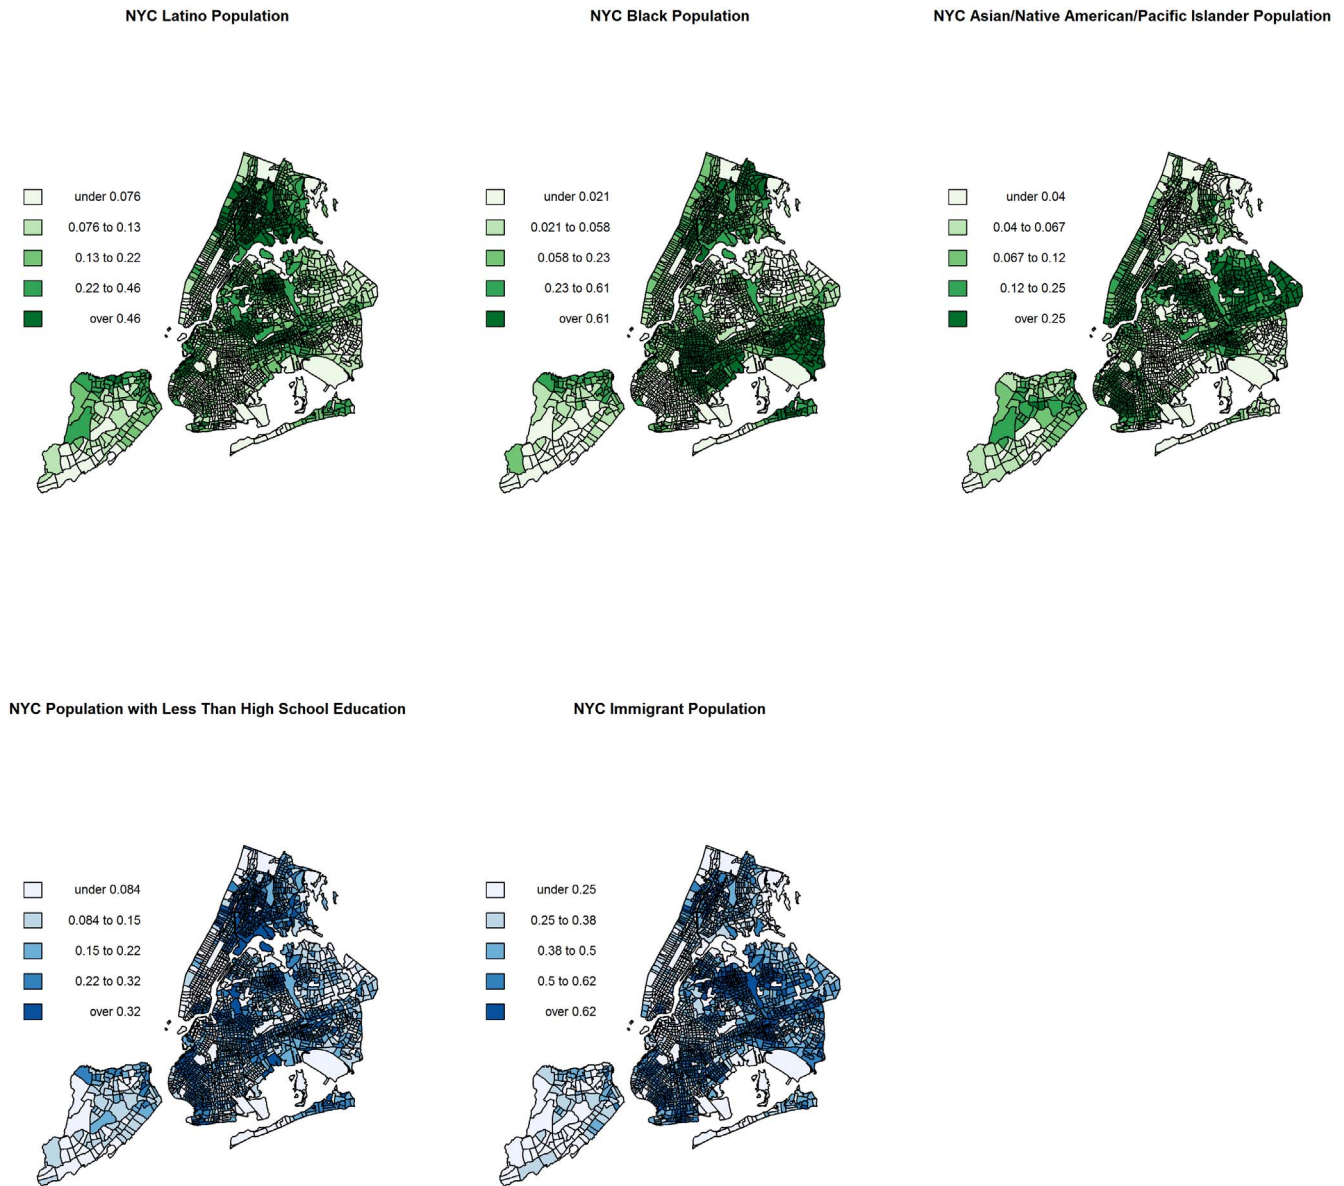 NYC Latino Population
under 0.076
0.076 to 0.13
0.13 to 0.22
0.22 to 0.46
over 0.46
NYC Black Population
under 0.021
0.021 to 0.058
0.058 to 0.23
0.23 to 0.61
over 0.61
NYC Asian/Native American/Pacific Islander Population
under 0.04
0.04 to 0.067
0.067 to 0.12
0.12 to 0.25
over 0.25
NYC Population with Less Than High School Education
under 0.084
0.084 to 0.15
0.15 to 0.22
0.22 to 0.32
over 0.32
NYC Immigrant Population
under 0.25
0.25 to 0.38
0.38 to 0.5
0.5 to 0.62
over 0.62